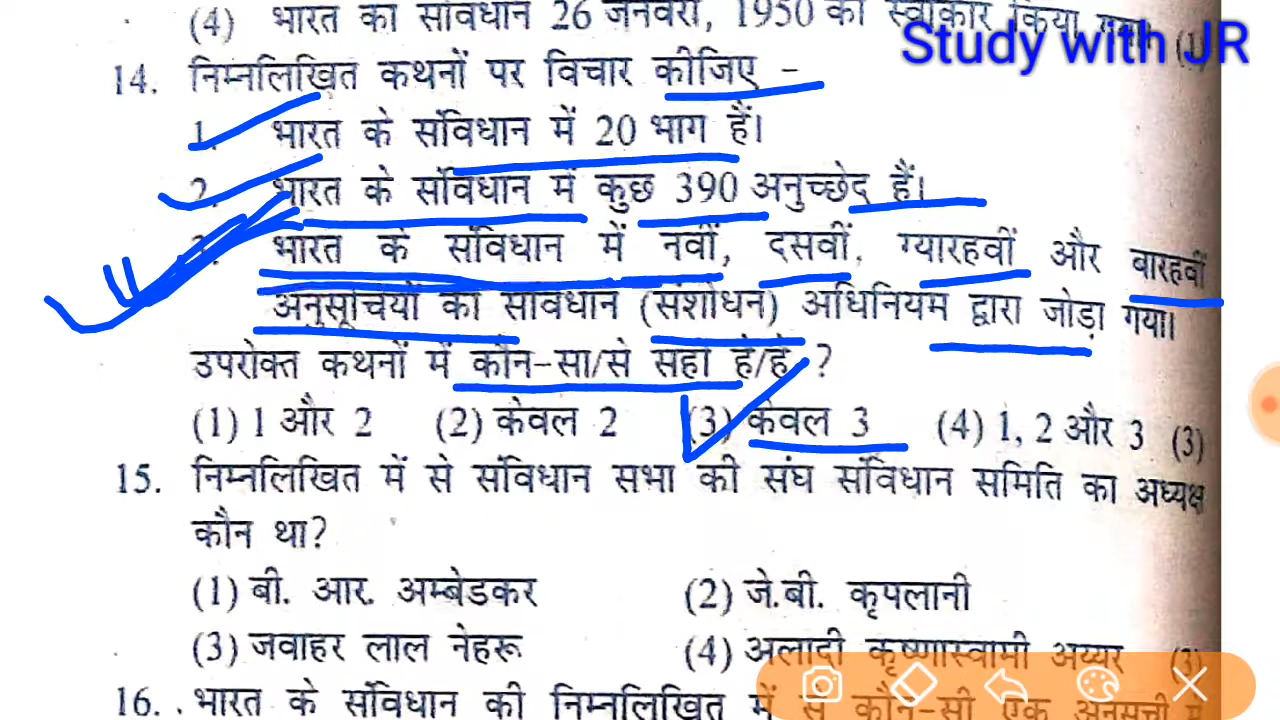 (4) भारत का संविधान 26 जनवरी, 1950 को स्वीकार किया गया (1)
Study with JR
14. निम्नलिखित कथनों पर विचार कीजिए -
1. भारत के संविधान में 20 भाग हैं।
2. भारत के संविधान में कुछ 390 अनुच्छेद हैं।
3. भारत के संविधान में नवीं, दसवीं, ग्यारहवीं और बारहवीं
अनुसूचियों को संविधान (संशोधन) अधिनियम द्वारा जोड़ा गया।
उपरोक्त कथनों में कौन-सा/से सही है/हैं ?
(1) 1 और 2 (2) केवल 2 (3) केवल 3 (4) 1, 2 और 3 (3)
15. निम्नलिखित में से संविधान सभा की संघ संविधान समिति का अध्यक्ष
कौन था?
(1) बी. आर. अम्बेडकर (2) जे.बी. कृपलानी
(3) जवाहर लाल नेहरू (4) अलादी कृष्णास्वामी अय्यर (3)
16. भारत के संविधान की निम्नलिखित में से कौन-सी एक